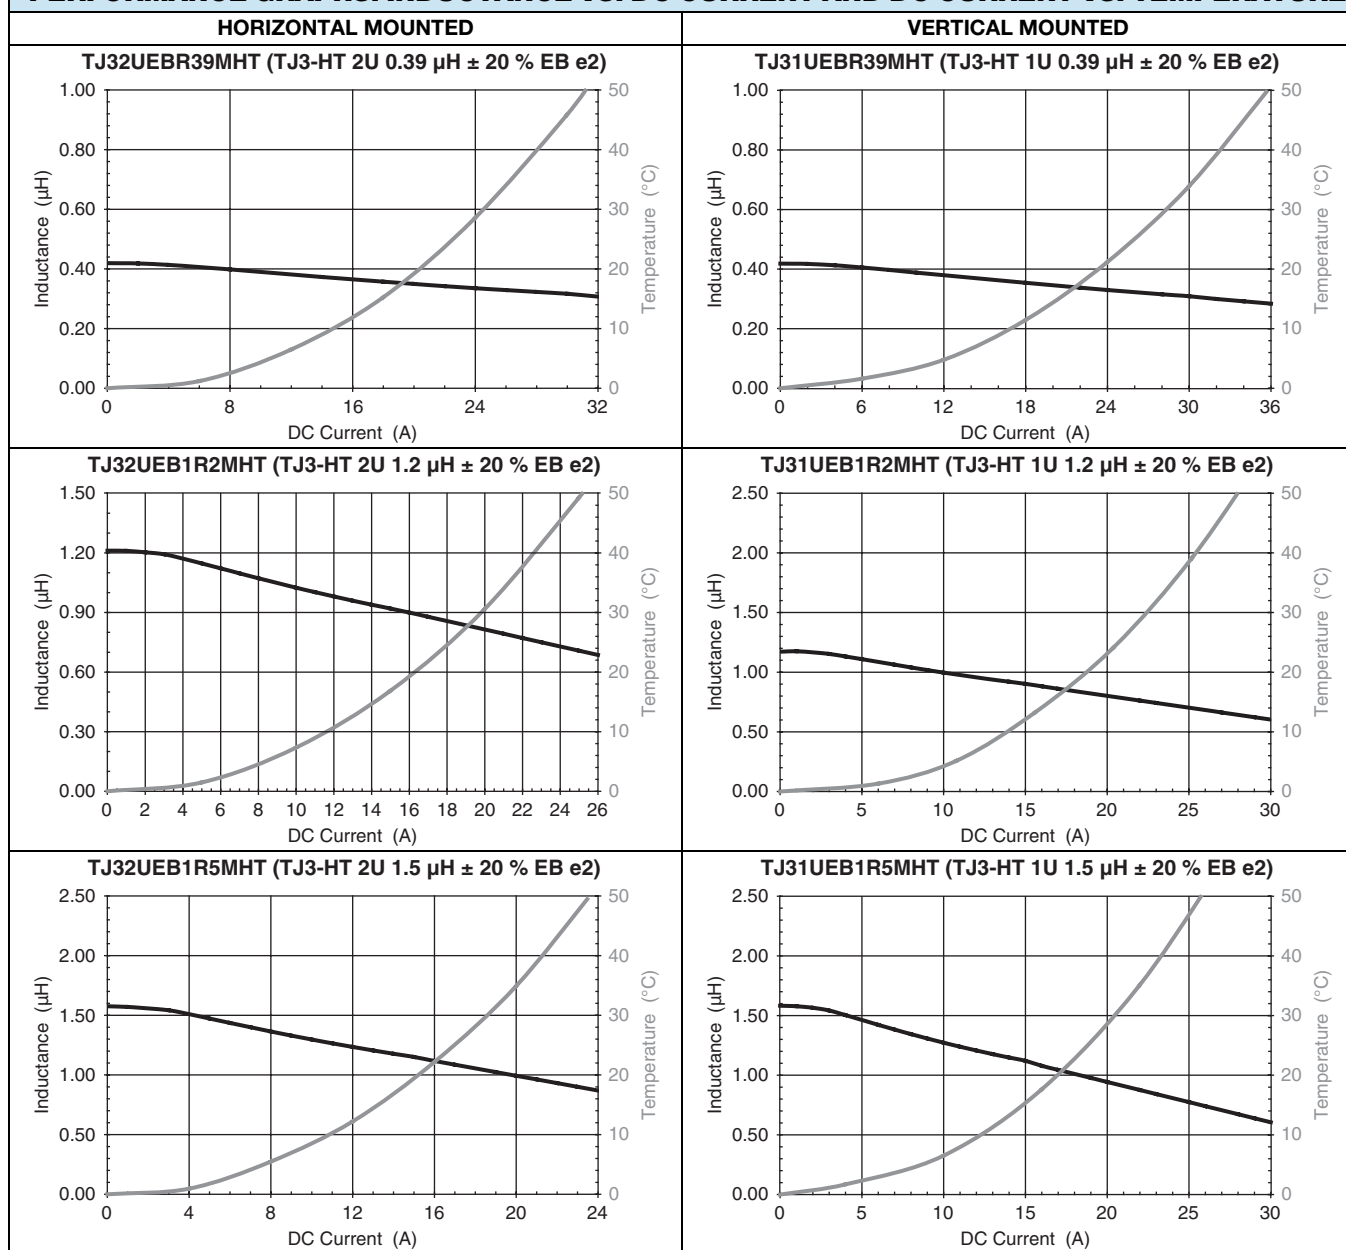 PERFORMANCE GRAPHS: INDUCTANCE VS. DC CURRENT AND DC CURRENT VS. TEMPERATURE
HORIZONTAL MOUNTED
VERTICAL MOUNTED
TJ32UEBR39MHT (TJ3-HT 2U 0.39 µH ± 20 % EB e2)
1.00
0.80
0.60
0.40
0.20
0.00
Inductance (µH)
50
40
30
20
10
0
Temperature (°C)
0 8 16 24 32
DC Current (A)
TJ31UEBR39MHT (TJ3-HT 1U 0.39 µH ± 20 % EB e2)
1.00
0.80
0.60
0.40
0.20
0.00
Inductance (µH)
50
40
30
20
10
0
Temperature (°C)
0 6 12 18 24 30 36
DC Current (A)
TJ32UEB1R2MHT (TJ3-HT 2U 1.2 µH ± 20 % EB e2)
1.50
1.20
0.90
0.60
0.30
0.00
Inductance (µH)
50
40
30
20
10
0
Temperature (°C)
0 2 4 6 8 10 12 14 16 18 20 22 24 26
DC Current (A)
TJ31UEB1R2MHT (TJ3-HT 1U 1.2 µH ± 20 % EB e2)
2.50
2.00
1.50
1.00
0.50
0.00
Inductance (µH)
50
40
30
20
10
0
Temperature (°C)
0 5 10 15 20 25 30
DC Current (A)
TJ32UEB1R5MHT (TJ3-HT 2U 1.5 µH ± 20 % EB e2)
2.50
2.00
1.50
1.00
0.50
0.00
Inductance (µH)
50
40
30
20
10
0
Temperature (°C)
0 4 8 12 16 20 24
DC Current (A)
TJ31UEB1R5MHT (TJ3-HT 1U 1.5 µH ± 20 % EB e2)
2.50
2.00
1.50
1.00
0.50
0.00
Inductance (µH)
50
40
30
20
10
0
Temperature (°C)
0 5 10 15 20 25 30
DC Current (A)